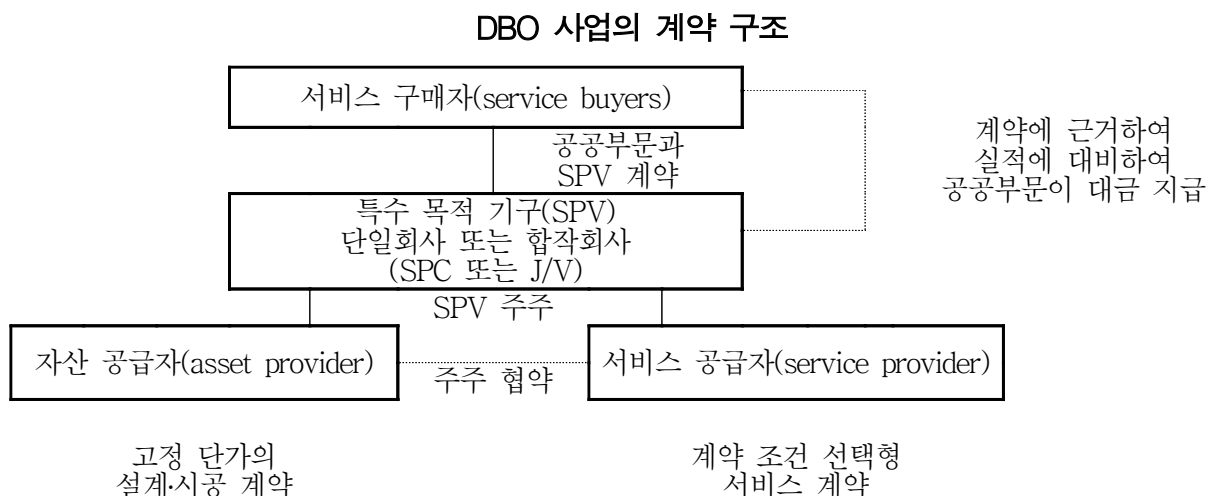 DBO 사업의 계약 구조
서비스 구매자(service buyers)
공공부문과
SPV 계약
계약에 근거하여
실적에 대비하여
공공부문이 대금 지급
특수 목적 기구(SPV)
단일회사 또는 합작회사
(SPC 또는 J/V)
SPV 주주
자산 공급자(asset provider)
주주 협약
서비스 공급자(service provider)
고정 단가의
설계·시공 계약
계약 조건 선택형
서비스 계약